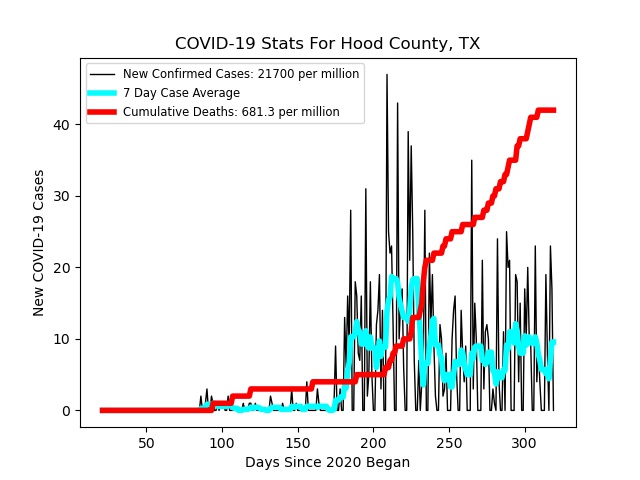 COVID-19 Stats For Hood County, TX
New Confirmed Cases: 21700 per million
7 Day Case Average
Cumulative Deaths: 681.3 per million
New COVID-19 Cases
40
30
20
10
0
50 100 150 200 250 300
Days Since 2020 Began